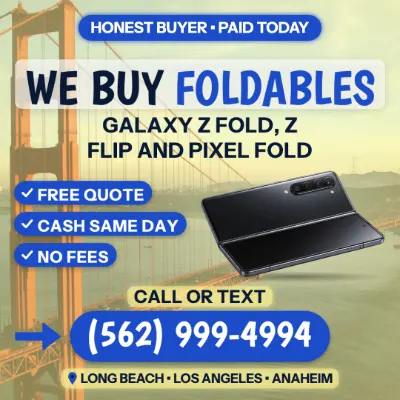 HONEST BUYER ▪ PAID TODAY
WE BUY FOLDABLES
GALAXY Z FOLD, Z
FLIP AND PIXEL FOLD
FREE QUOTE
CASH SAME DAY
NO FEES
CALL OR TEXT
(562) 999-4994
LONG BEACH ▪ LOS ANGELES ▪ ANAHEIM